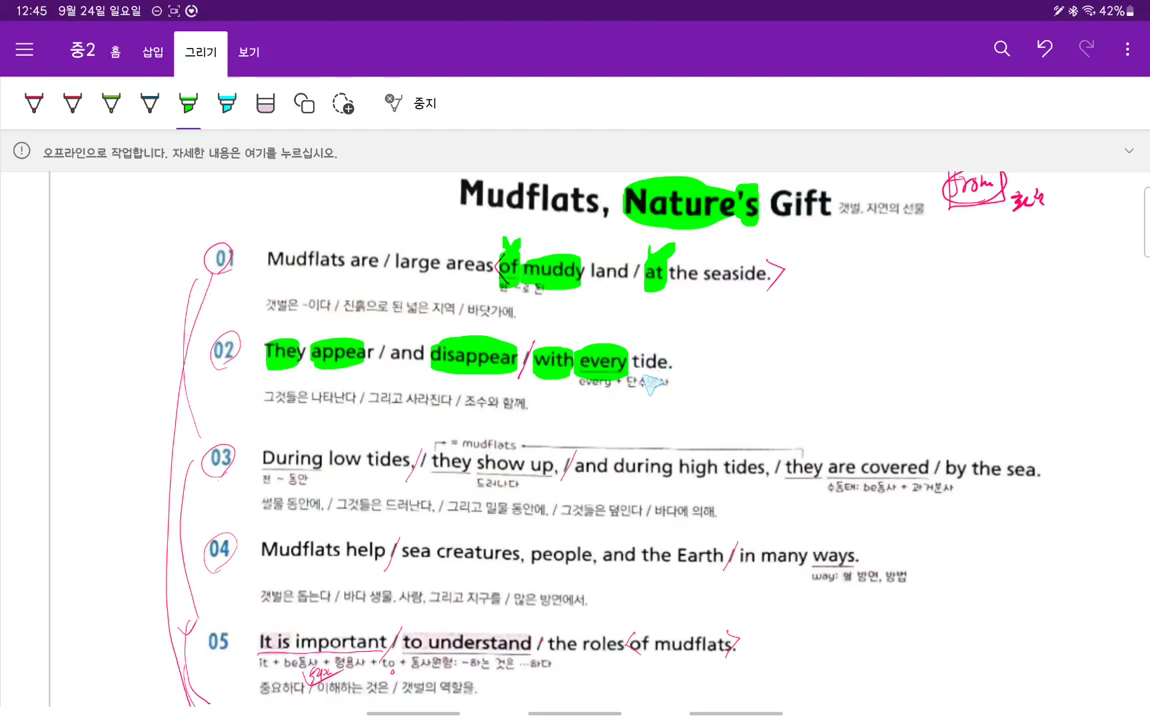 12:45 9월 24일 일요일 42%
중2 홈 삽입 그리기 보기
중지
오프라인으로 작업합니다. 자세한 내용은 여기를 누르십시오.
Mudflats, Nature's Gift 갯벌, 자연의 선물
from
01 Mudflats are / large areas of muddy land / at the seaside.
갯벌은 ~이다 / 진흙으로 된 넓은 지역 / 바닷가에.
02 They appear / and disappear / with every tide.
every + 단수
그것들은 나타난다 / 그리고 사라진다 / 조수와 함께.
= mudflats
03 During low tides, / they show up, / and during high tides, / they are covered / by the sea.
전 ~ 동안 드러나다 수동태: be동사 + 과거분사
썰물 동안에, / 그것들은 드러난다, / 그리고 밀물 동안에, / 그것들은 덮인다 / 바다에 의해.
04 Mudflats help / sea creatures, people, and the Earth / in many ways.
way: 명 방면, 방법
갯벌은 돕는다 / 바다 생물, 사람, 그리고 지구를 / 많은 방면에서.
05 It is important / to understand / the roles of mudflats.
it + be동사 + 형용사 + to + 동사원형: ~하는 것은 …하다
중요하다 / 이해하는 것은 / 갯벌의 역할을.